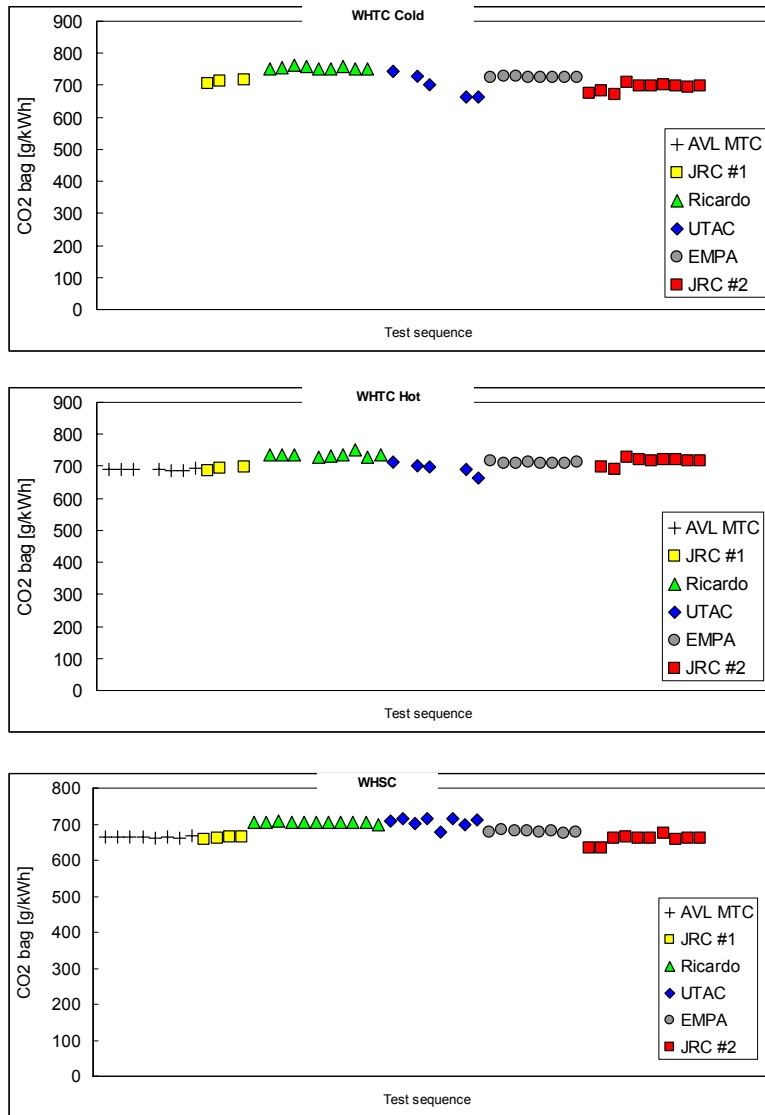 WHTC Cold
900
800
700
600
500
400
300
200
100
0
CO2 bag [g/kWh]
AVL MTC
JRC #1
Ricardo
UTAC
EMPA
JRC #2
Test sequence
WHTC Hot
900
800
700
600
500
400
300
200
100
0
CO2 bag [g/kWh]
AVL MTC
JRC #1
Ricardo
UTAC
EMPA
JRC #2
Test sequence
WHSC
800
700
600
500
400
300
200
100
0
CO2 bag [g/kWh]
AVL MTC
JRC #1
Ricardo
UTAC
EMPA
JRC #2
Test sequence